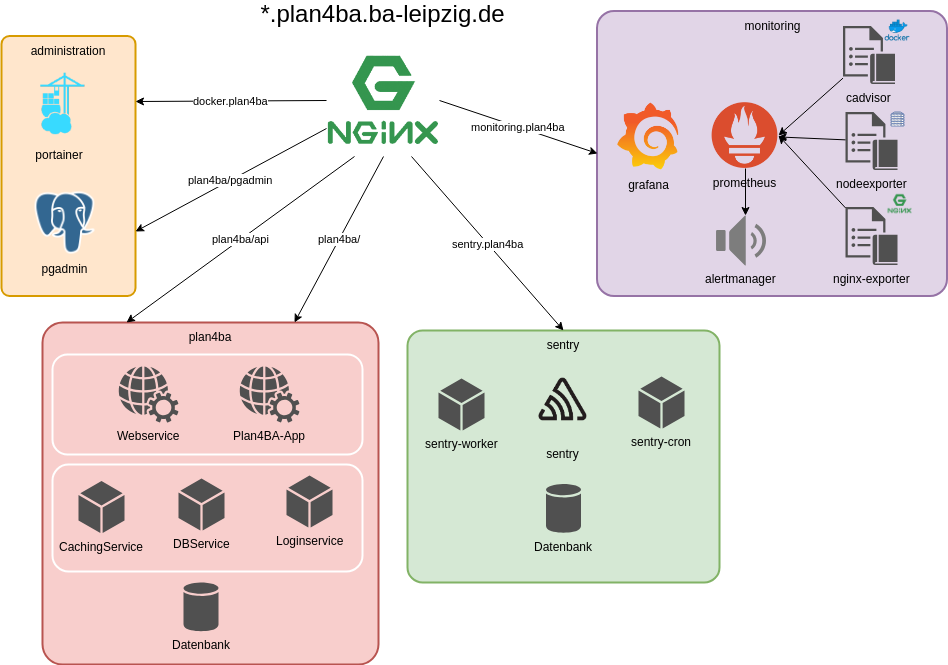 *.plan4ba.ba-leipzig.de
administration
portainer
pgadmin
NGINX
docker.plan4ba
plan4ba/pgadmin
plan4ba/api
plan4ba/
sentry.plan4ba
monitoring.plan4ba
monitoring
grafana
prometheus
alertmanager
docker
cadvisor
nodeexporter
NGINX
nginx-exporter
plan4ba
Webservice
Plan4BA-App
CachingService
DBService
Loginservice
Datenbank
sentry
sentry-worker
sentry
sentry-cron
Datenbank